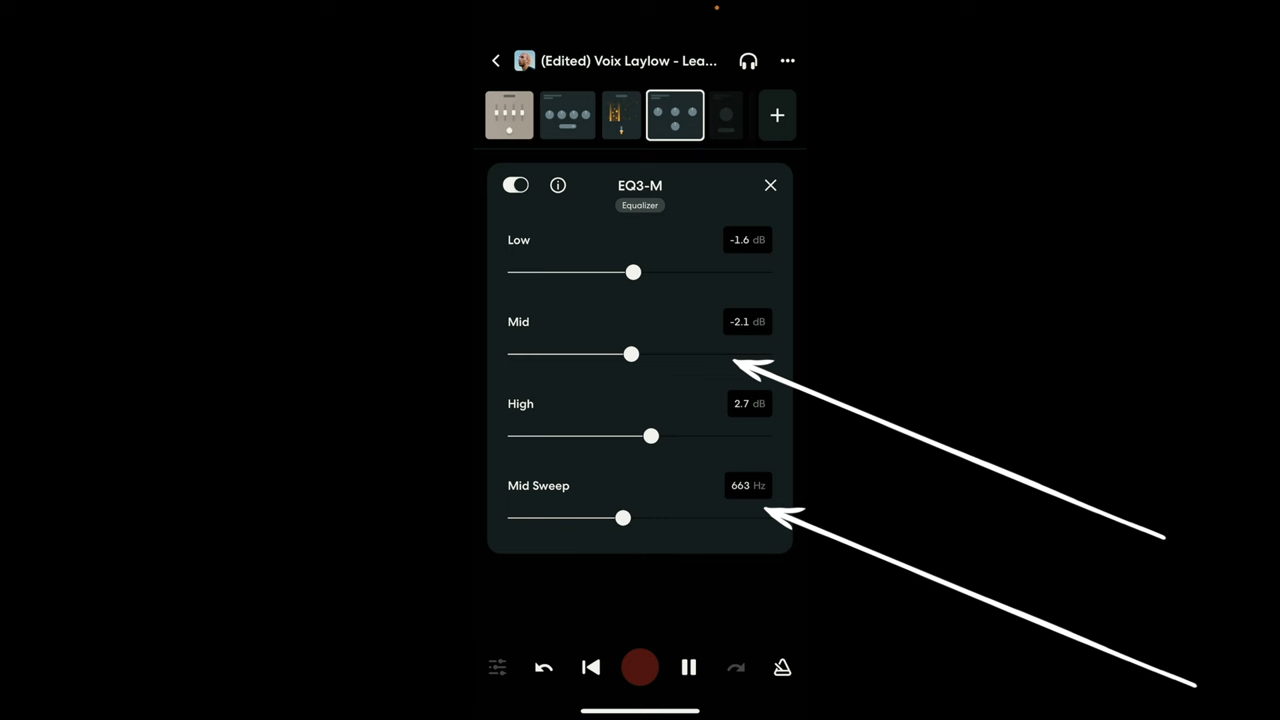 (Edited) Voix Laylow - Lea...
EQ3-M
Equalizer
Low
-1.6 dB
Mid
-2.1 dB
High
2.7 dB
Mid Sweep
663 Hz